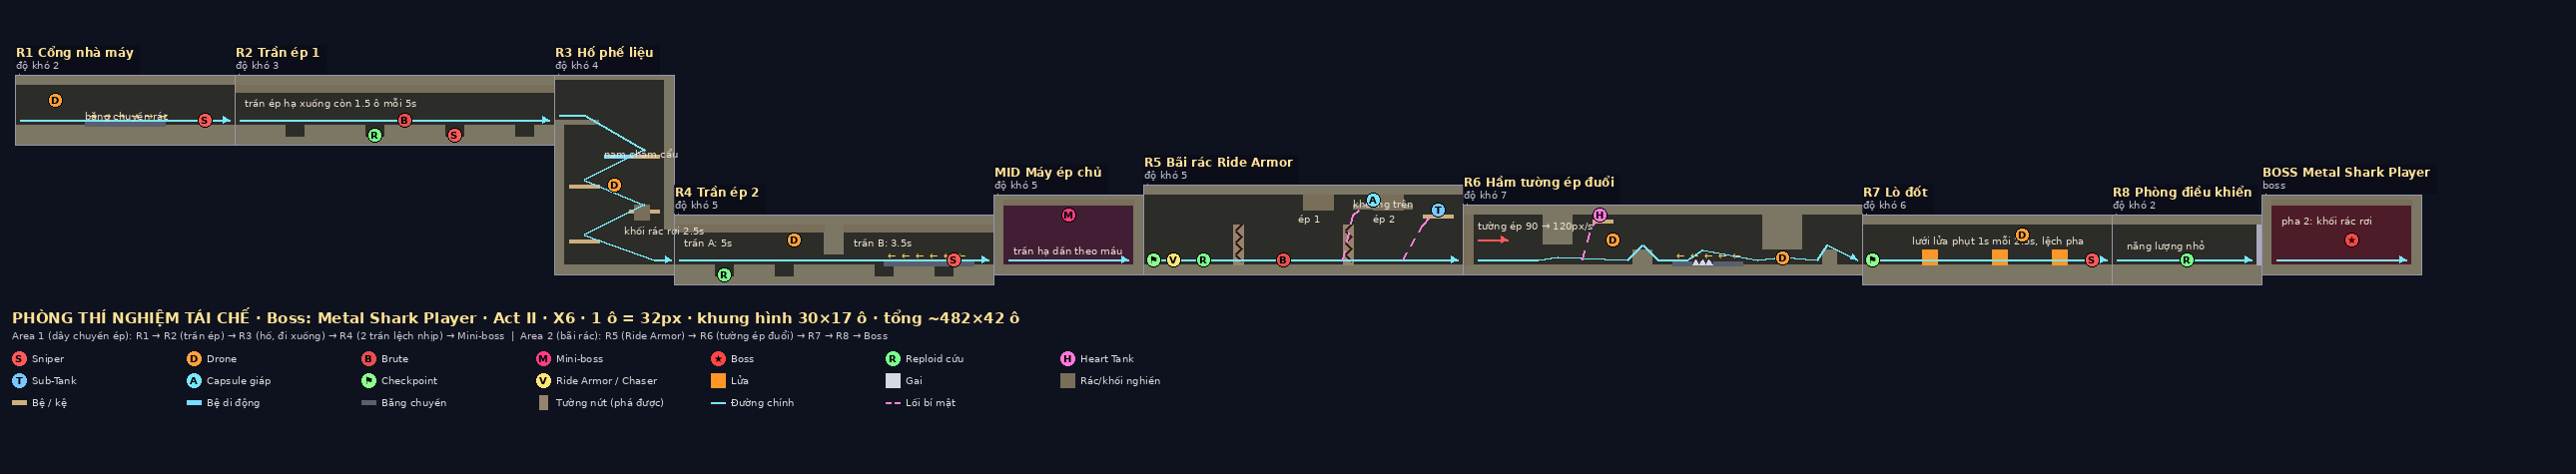 R1 Cổng nhà máy
độ khó 2
R2 Trần ép 1
độ khó 3
R3 Hố phế liệu
độ khó 4
D
băng chuyền rác
S
trần ép hạ xuống còn 1.5 ô mỗi 5s
B
R
S
nam châm cẩu
D
khối rác rơi 2.5s
R4 Trần ép 2
độ khó 5
trần A: 5s
D
trần B: 3.5s
S
R
MID Máy ép chủ
độ khó 5
M
trần hạ dần theo máu
R5 Bãi rác Ride Armor
độ khó 5
A
T
ép 1
ép 2
V
R
B
R6 Hầm tường ép đuổi
độ khó 7
H
tường ép 90 → 120px/s
D
D
R7 Lò đốt
độ khó 6
D
S
R8 Phòng điều khiển
độ khó 2
năng lượng nhỏ
R
BOSS Metal Shark Player
boss
pha 2: khối rác rơi
PHÒNG THÍ NGHIỆM TÁI CHẾ · Boss: Metal Shark Player · Act II · X6 · 1 ô = 32px · khung hình 30×17 ô · tổng ~482×42 ô
Area 1 (dây chuyền ép): R1 → R2 (trần ép) → R3 (hố, đi xuống) → R4 (2 trần lệch nhịp) → Mini-boss | Area 2 (bãi rác): R5 (Ride Armor) → R6 (tường ép đuổi) → R7 → R8 → Boss
S Sniper D Drone B Brute M Mini-boss Boss R Reploid cứu H Heart Tank
T Sub-Tank A Capsule giáp Checkpoint V Ride Armor / Chaser Lửa Gai Rác/khối nghiền
Bệ / kệ Bệ di động Băng chuyền Tường nứt (phá được) Đường chính Lối bí mật